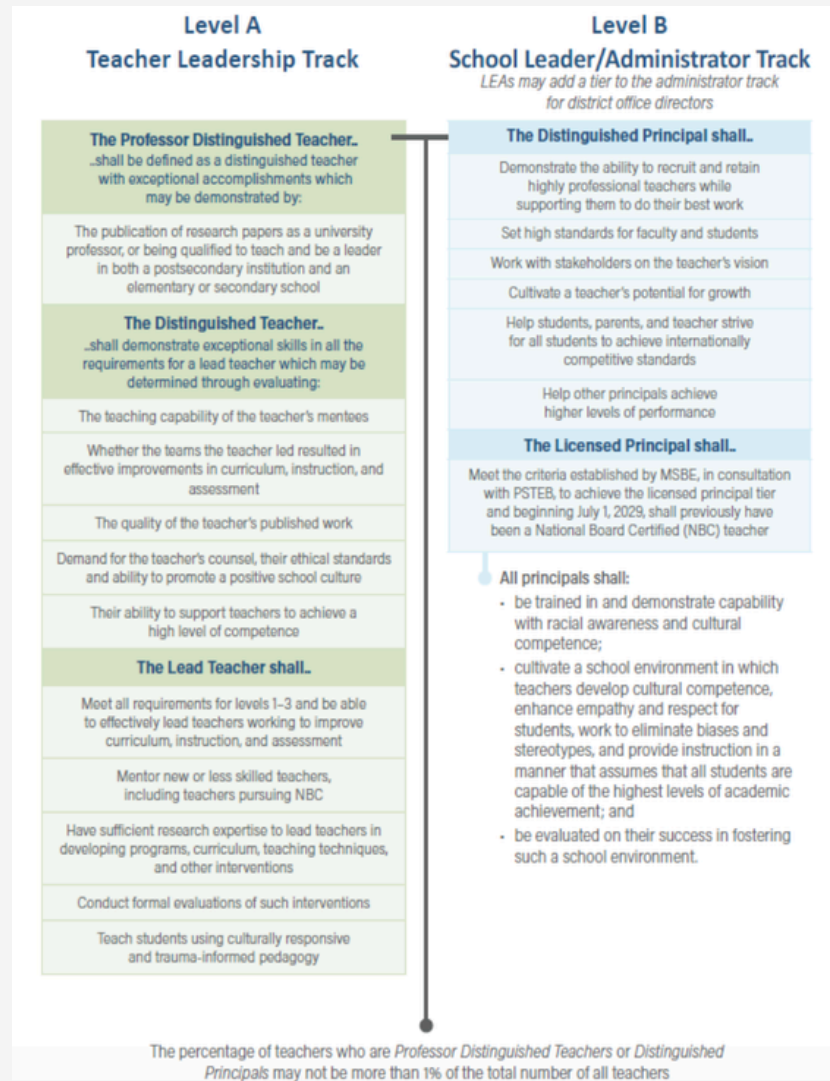 Level A
Teacher Leadership Track
The Professor Distinguished Teacher..
..shall be defined as a distinguished teacher
with exceptional accomplishments which
may be demonstrated by:
The publication of research papers as a university
professor, or being qualified to teach and be a leader
in both a postsecondary institution and an
elementary or secondary school
The Distinguished Teacher..
..shall demonstrate exceptional skills in all the
requirements for a lead teacher which may be
determined through evaluating:
The teaching capability of the teacher's mentees
Whether the teams the teacher led resulted in
effective improvements in curriculum, instruction, and
assessment
The quality of the teacher's published work
Demand for the teacher's counsel, their ethical standards
and ability to promote a positive school culture
Their ability to support teachers to achieve a
high level of competence
The Lead Teacher shall..
Meet all requirements for levels 1–3 and be able
to effectively lead teachers working to improve
curriculum, instruction, and assessment
Mentor new or less skilled teachers,
including teachers pursuing NBC
Have sufficient research expertise to lead teachers in
developing programs, curriculum, teaching techniques,
and other interventions
Conduct formal evaluations of such interventions
Teach students using culturally responsive
and trauma-informed pedagogy
Level B
School Leader/Administrator Track
LEAs may add a tier to the administrator track
for district office directors
The Distinguished Principal shall..
Demonstrate the ability to recruit and retain
highly professional teachers while
supporting them to do their best work
Set high standards for faculty and students
Work with stakeholders on the teacher's vision
Cultivate a teacher's potential for growth
Help students, parents, and teacher strive
for all students to achieve internationally
competitive standards
Help other principals achieve
higher levels of performance
The Licensed Principal shall..
Meet the criteria established by MSBE, in consultation
with PSTEB, to achieve the licensed principal tier
and beginning July 1, 2029, shall previously have
been a National Board Certified (NBC) teacher
All principals shall:
- be trained in and demonstrate capability
with racial awareness and cultural
competence;
- cultivate a school environment in which
teachers develop cultural competence,
enhance empathy and respect for
students, work to eliminate biases and
stereotypes, and provide instruction in a
manner that assumes that all students are
capable of the highest levels of academic
achievement; and
- be evaluated on their success in fostering
such a school environment.
The percentage of teachers who are Professor Distinguished Teachers or Distinguished
Principals may not be more than 1% of the total number of all teachers